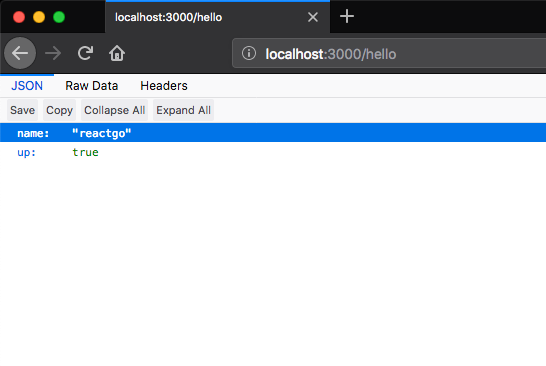 localhost:3000/hello
localhost:3000/hello
JSON Raw Data Headers
Save Copy Collapse All Expand All
name: "reactgo"
up: true